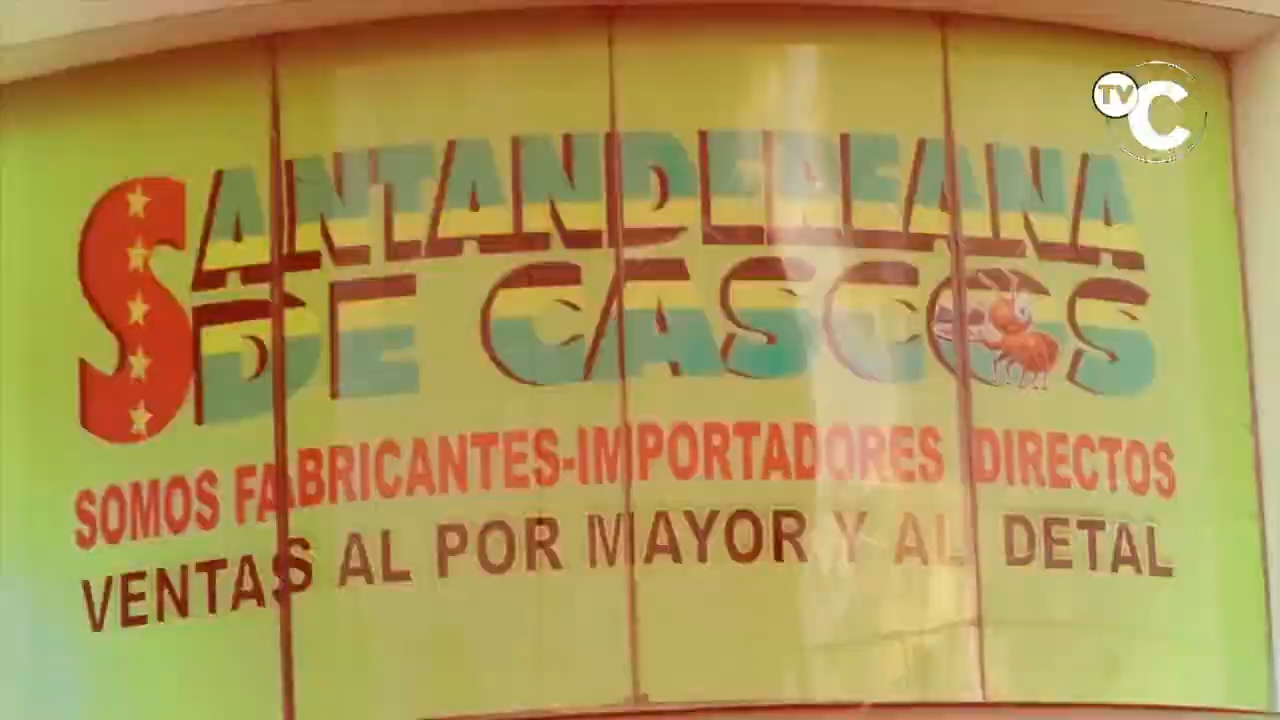 TV C
SANTANDEREANA
DE CASCOS
SOMOS FABRICANTES-IMPORTADORES DIRECTOS
VENTAS AL POR MAYOR Y AL DETAL